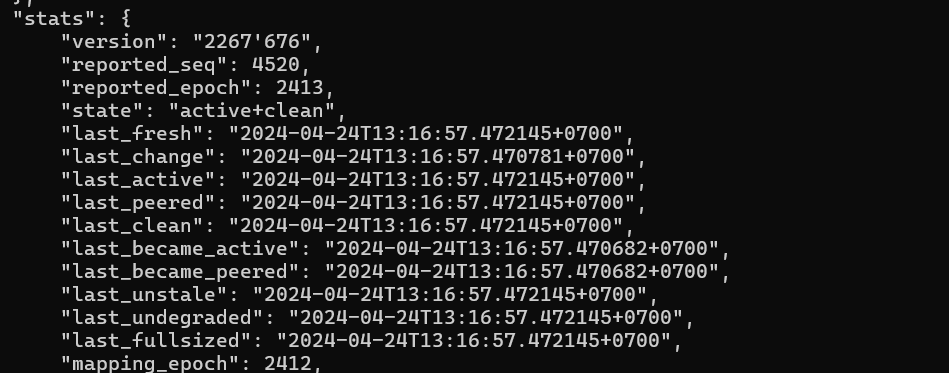 "stats": {
"version": "2267'676",
"reported_seq": 4520,
"reported_epoch": 2413,
"state": "active+clean",
"last_fresh": "2024-04-24T13:16:57.472145+0700",
"last_change": "2024-04-24T13:16:57.470781+0700",
"last_active": "2024-04-24T13:16:57.472145+0700",
"last_peered": "2024-04-24T13:16:57.472145+0700",
"last_clean": "2024-04-24T13:16:57.472145+0700",
"last_became_active": "2024-04-24T13:16:57.470682+0700",
"last_became_peered": "2024-04-24T13:16:57.470682+0700",
"last_unstale": "2024-04-24T13:16:57.472145+0700",
"last_undegraded": "2024-04-24T13:16:57.472145+0700",
"last_fullsized": "2024-04-24T13:16:57.472145+0700",
"mapping_epoch": 2412,